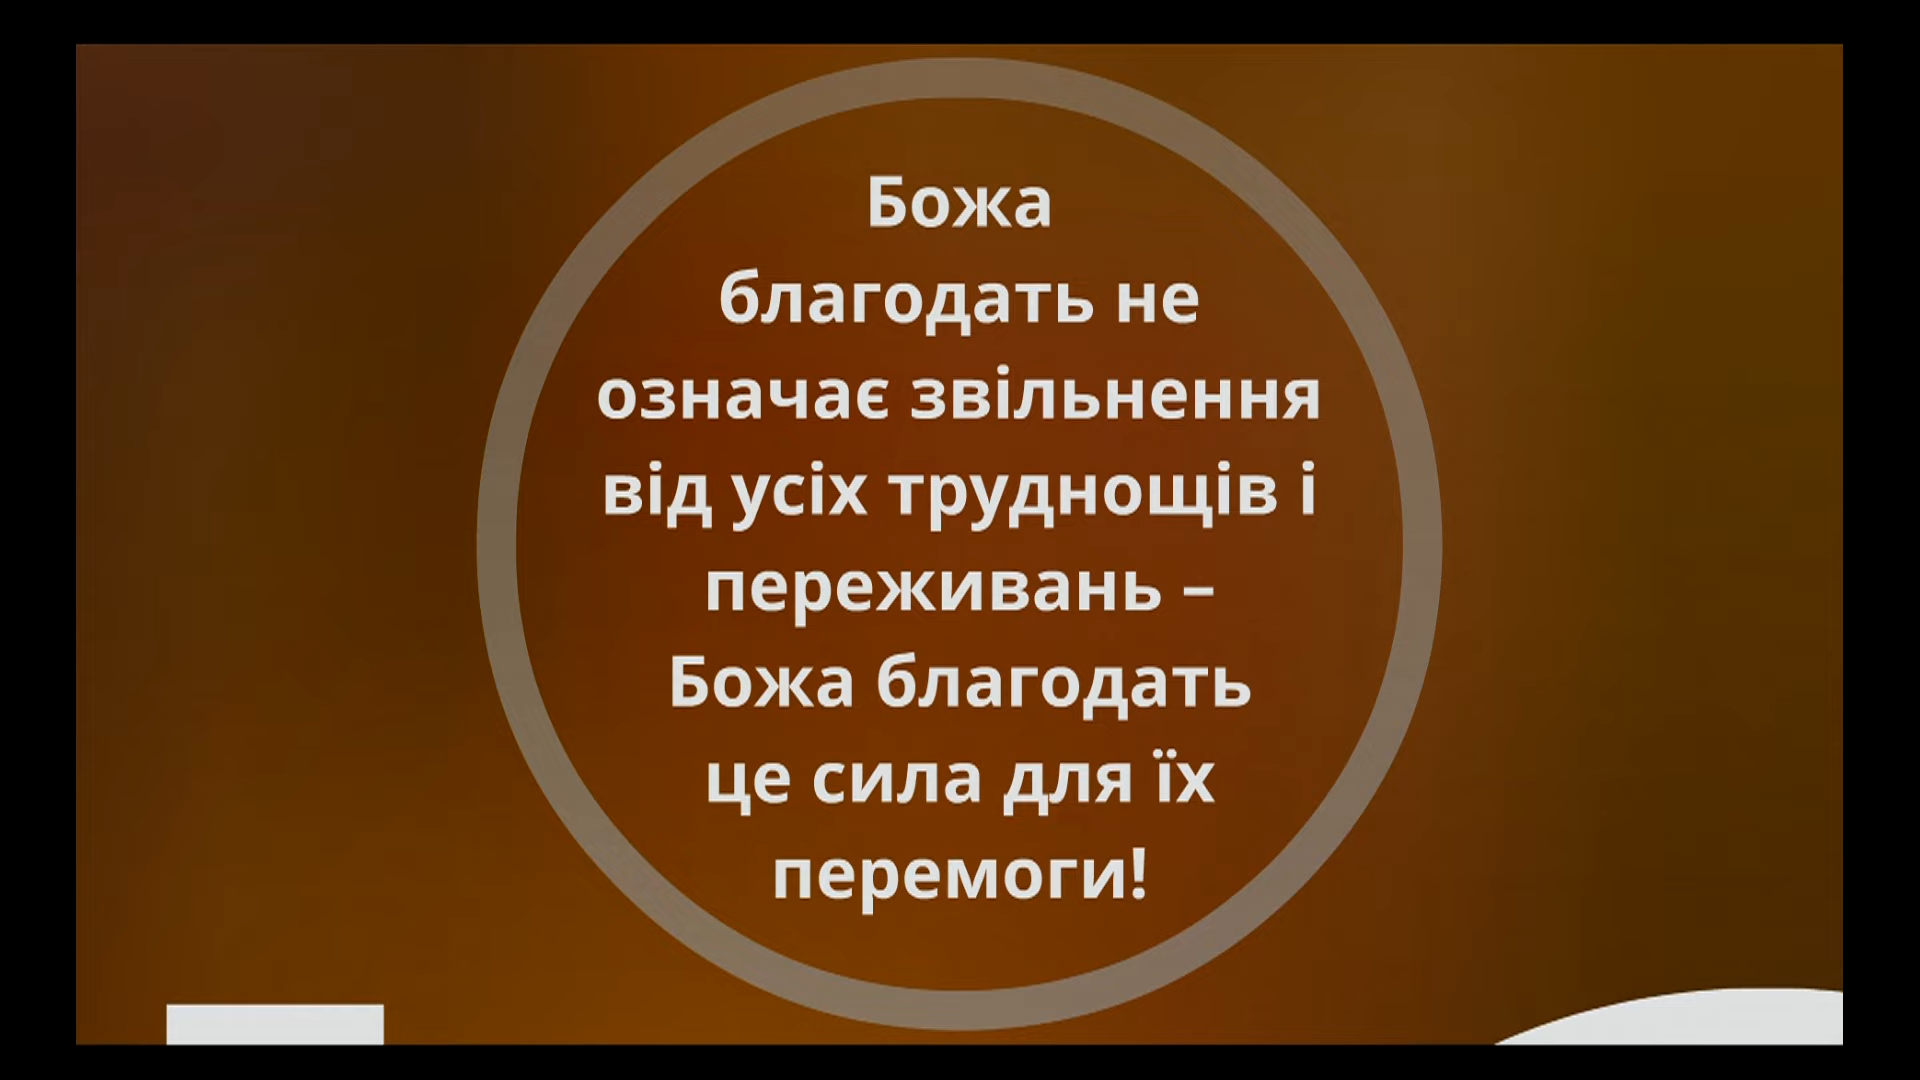 Божа
благодать не
означає звільнення
від усіх труднощів і
переживань –
Божа благодать
це сила для їх
перемоги!